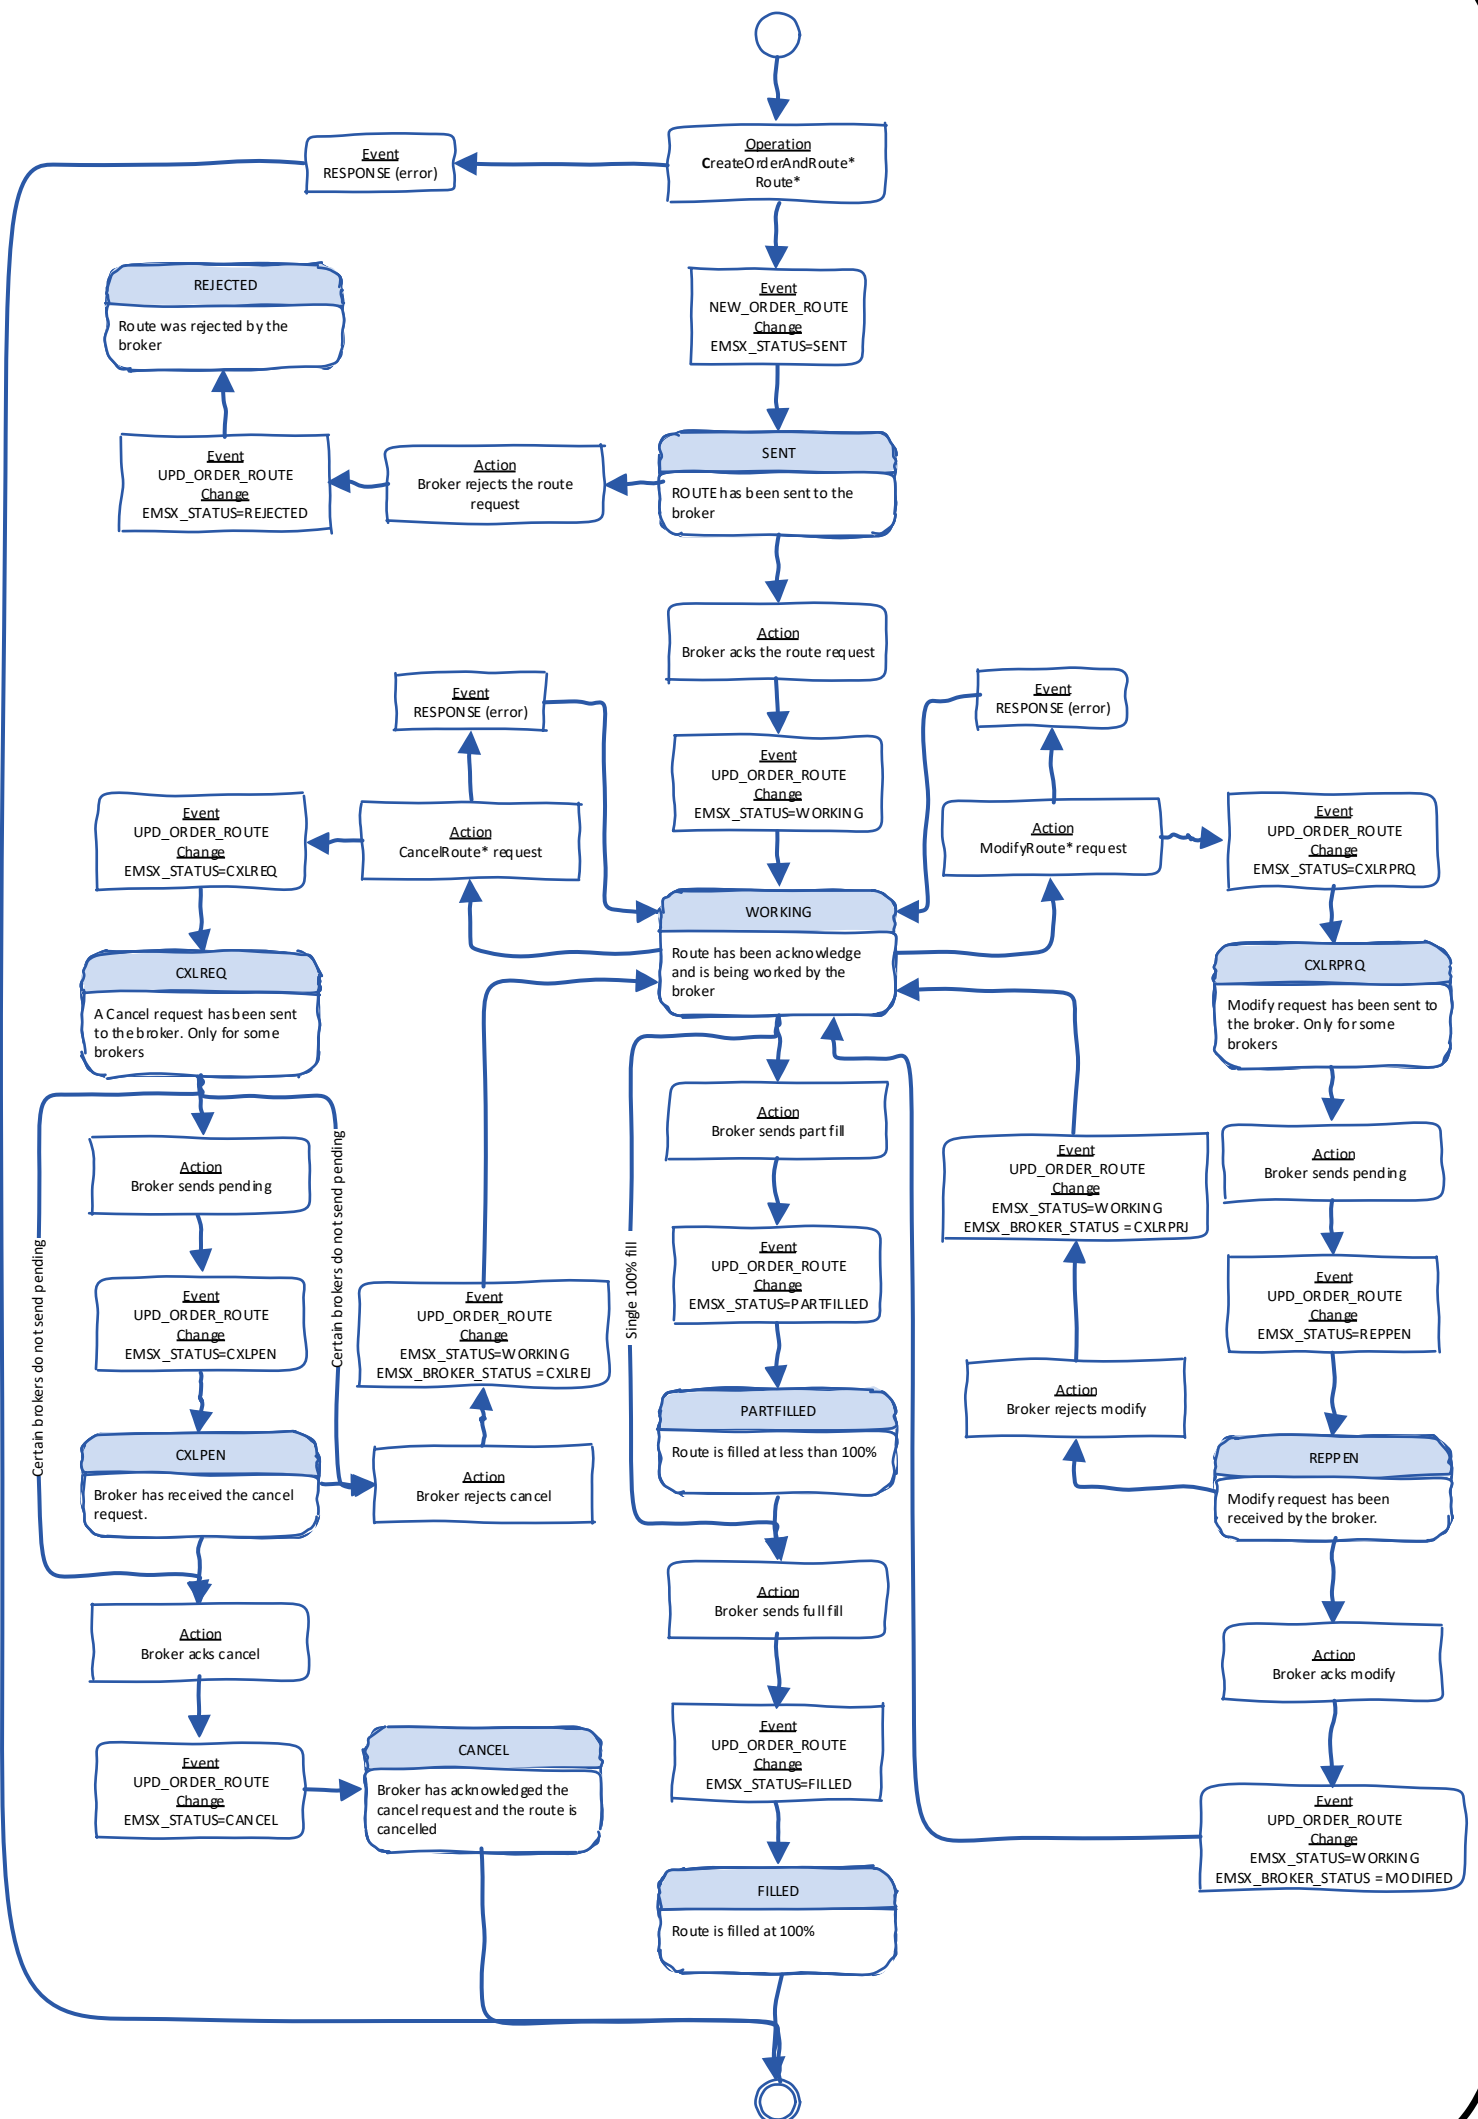 Operation
CreateOrderAndRoute*
Route*
Event
RESPONSE (error)
Event
NEW_ORDER_ROUTE
Change
EMSX_STATUS=SENT
REJECTED
Route was rejected by the
broker
SENT
ROUTE has been sent to the
broker
Action
Broker rejects the route
request
Event
UPD_ORDER_ROUTE
Change
EMSX_STATUS=REJECTED
Action
Broker acks the route request
Event
RESPONSE (error)
Event
RESPONSE (error)
Event
UPD_ORDER_ROUTE
Change
EMSX_STATUS=WORKING
Event
UPD_ORDER_ROUTE
Change
EMSX_STATUS=CXLREQ
Action
CancelRoute* request
Action
ModifyRoute* request
Event
UPD_ORDER_ROUTE
Change
EMSX_STATUS=CXLRPRQ
WORKING
Route has been acknowledge
and is being worked by the
broker
CXLREQ
A Cancel request has been sent
to the broker. Only for some
brokers
CXLRPRQ
Modify request has been sent to
the broker. Only for some
brokers
Action
Broker sends pending
Certain brokers do not send pending
Certain brokers do not send pending
Action
Broker sends part fill
Single 100% fill
Event
UPD_ORDER_ROUTE
Change
EMSX_STATUS=WORKING
EMSX_BROKER_STATUS = CXLRPRJ
Action
Broker sends pending
Event
UPD_ORDER_ROUTE
Change
EMSX_STATUS=CXLPEN
Event
UPD_ORDER_ROUTE
Change
EMSX_STATUS=WORKING
EMSX_BROKER_STATUS = CXLREJ
Event
UPD_ORDER_ROUTE
Change
EMSX_STATUS=PARTFILLED
Event
UPD_ORDER_ROUTE
Change
EMSX_STATUS=REPPEN
Action
Broker rejects modify
PARTFILLED
Route is filled at less than 100%
CXLPEN
Broker has received the cancel
request.
Action
Broker rejects cancel
REPPEN
Modify request has been
received by the broker.
Action
Broker sends full fill
Action
Broker acks cancel
Action
Broker acks modify
Event
UPD_ORDER_ROUTE
Change
EMSX_STATUS=CANCEL
CANCEL
Broker has acknowledged the
cancel request and the route is
cancelled
Event
UPD_ORDER_ROUTE
Change
EMSX_STATUS=FILLED
Event
UPD_ORDER_ROUTE
Change
EMSX_STATUS=WORKING
EMSX_BROKER_STATUS = MODIFIED
FILLED
Route is filled at 100%